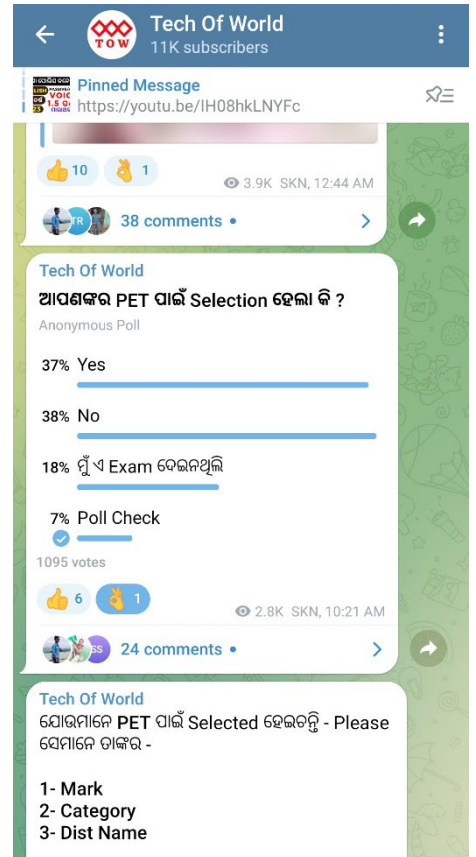 TOW
Tech Of World
11K subscribers
Pinned Message
https://youtu.be/IH08hkLNYFc
10
1
3.9K SKN, 12:44 AM
TR
38 comments
Tech Of World
ଆପଣଙ୍କର PET ପାଇଁ Selection ହେଲା କି ?
Anonymous Poll
37% Yes
38% No
18% ମୁଁ ଏ Exam ଦେଇନଥିଲି
7% Poll Check
1095 votes
6
1
2.8K SKN, 10:21 AM
SS
24 comments
Tech Of World
ଯୋଉମାନେ PET ପାଇଁ Selected ହେଇଚନ୍ତି - Please
ସେମାନେ ତାଙ୍କର -
1- Mark
2- Category
3- Dist Name